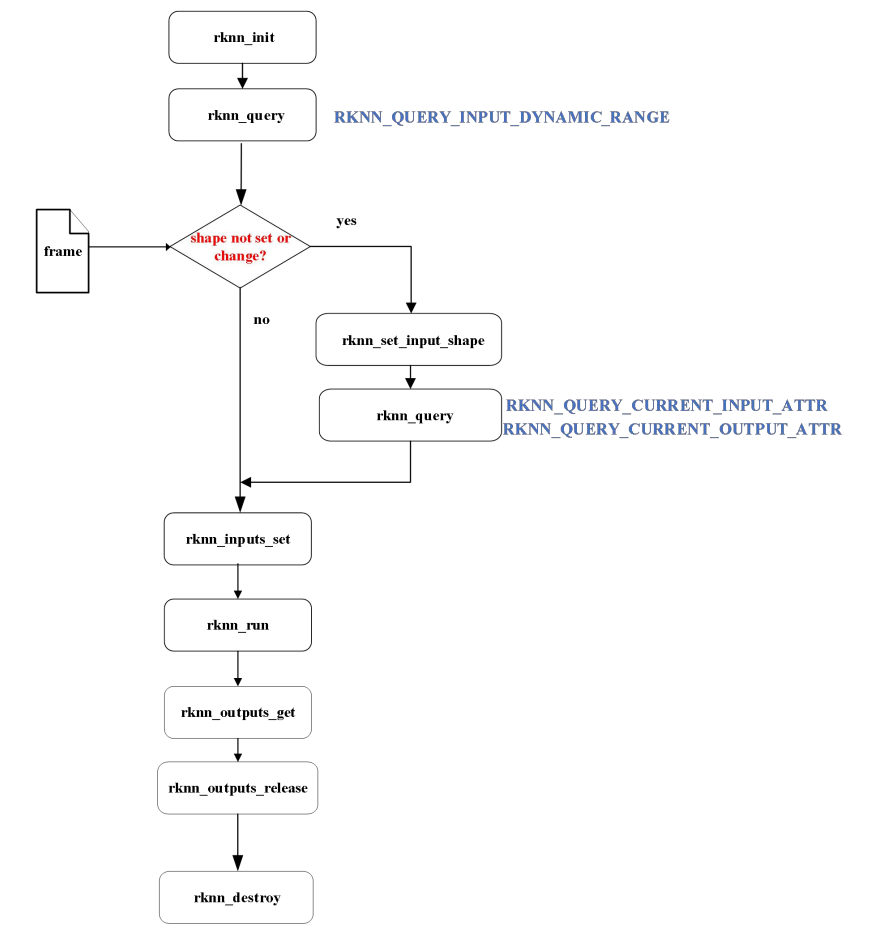 rknn_init
rknn_query
RKNN_QUERY_INPUT_DYNAMIC_RANGE
frame
shape not set or
change?
yes
no
rknn_set_input_shape
rknn_query
RKNN_QUERY_CURRENT_INPUT_ATTR
RKNN_QUERY_CURRENT_OUTPUT_ATTR
rknn_inputs_set
rknn_run
rknn_outputs_get
rknn_outputs_release
rknn_destroy